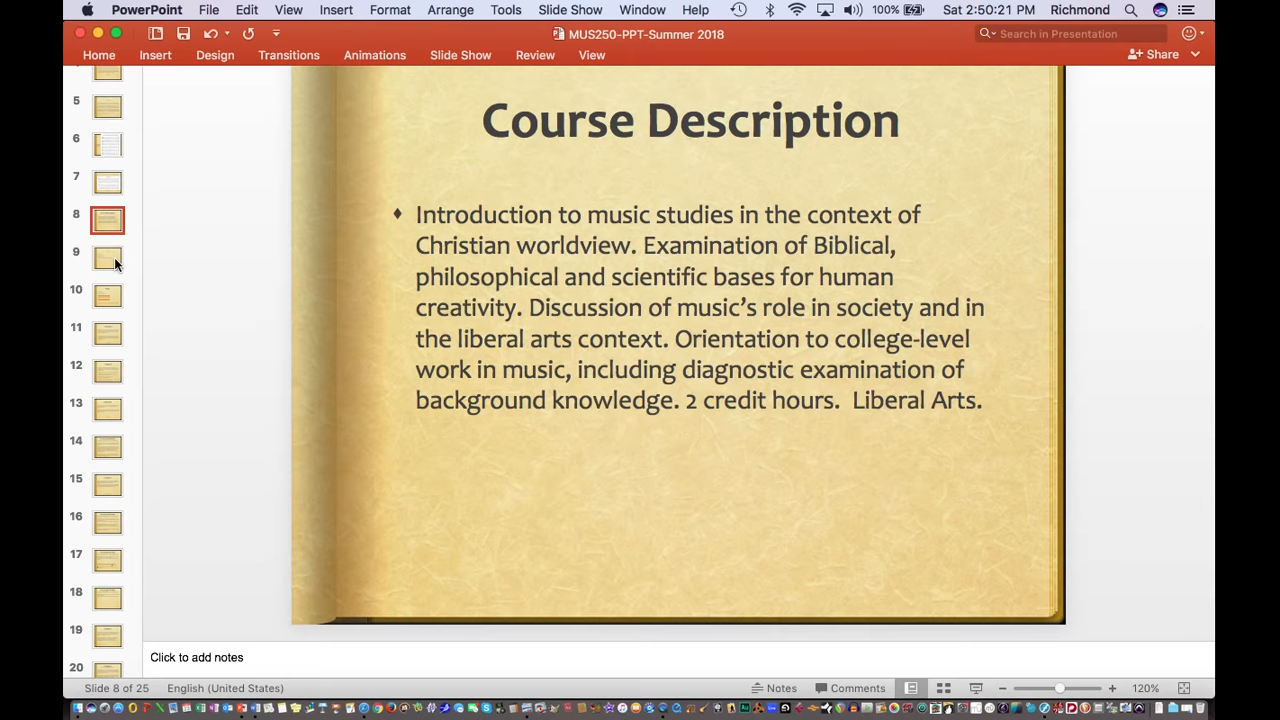 PowerPoint File Edit View Insert Format Arrange Tools Slide Show Window Help 100% Sat 2:50:21 PM Richmond
MUS250-PPT-Summer 2018
Search in Presentation
Home Insert Design Transitions Animations Slide Show Review View
Share
5
6
7
8
9
10
11
12
13
14
15
16
17
18
19
20
Course Description
Introduction to music studies in the context of
Christian worldview. Examination of Biblical,
philosophical and scientific bases for human
creativity. Discussion of music's role in society and in
the liberal arts context. Orientation to college-level
work in music, including diagnostic examination of
background knowledge. 2 credit hours. Liberal Arts.
Click to add notes
Slide 8 of 25 English (United States) Notes Comments 120%